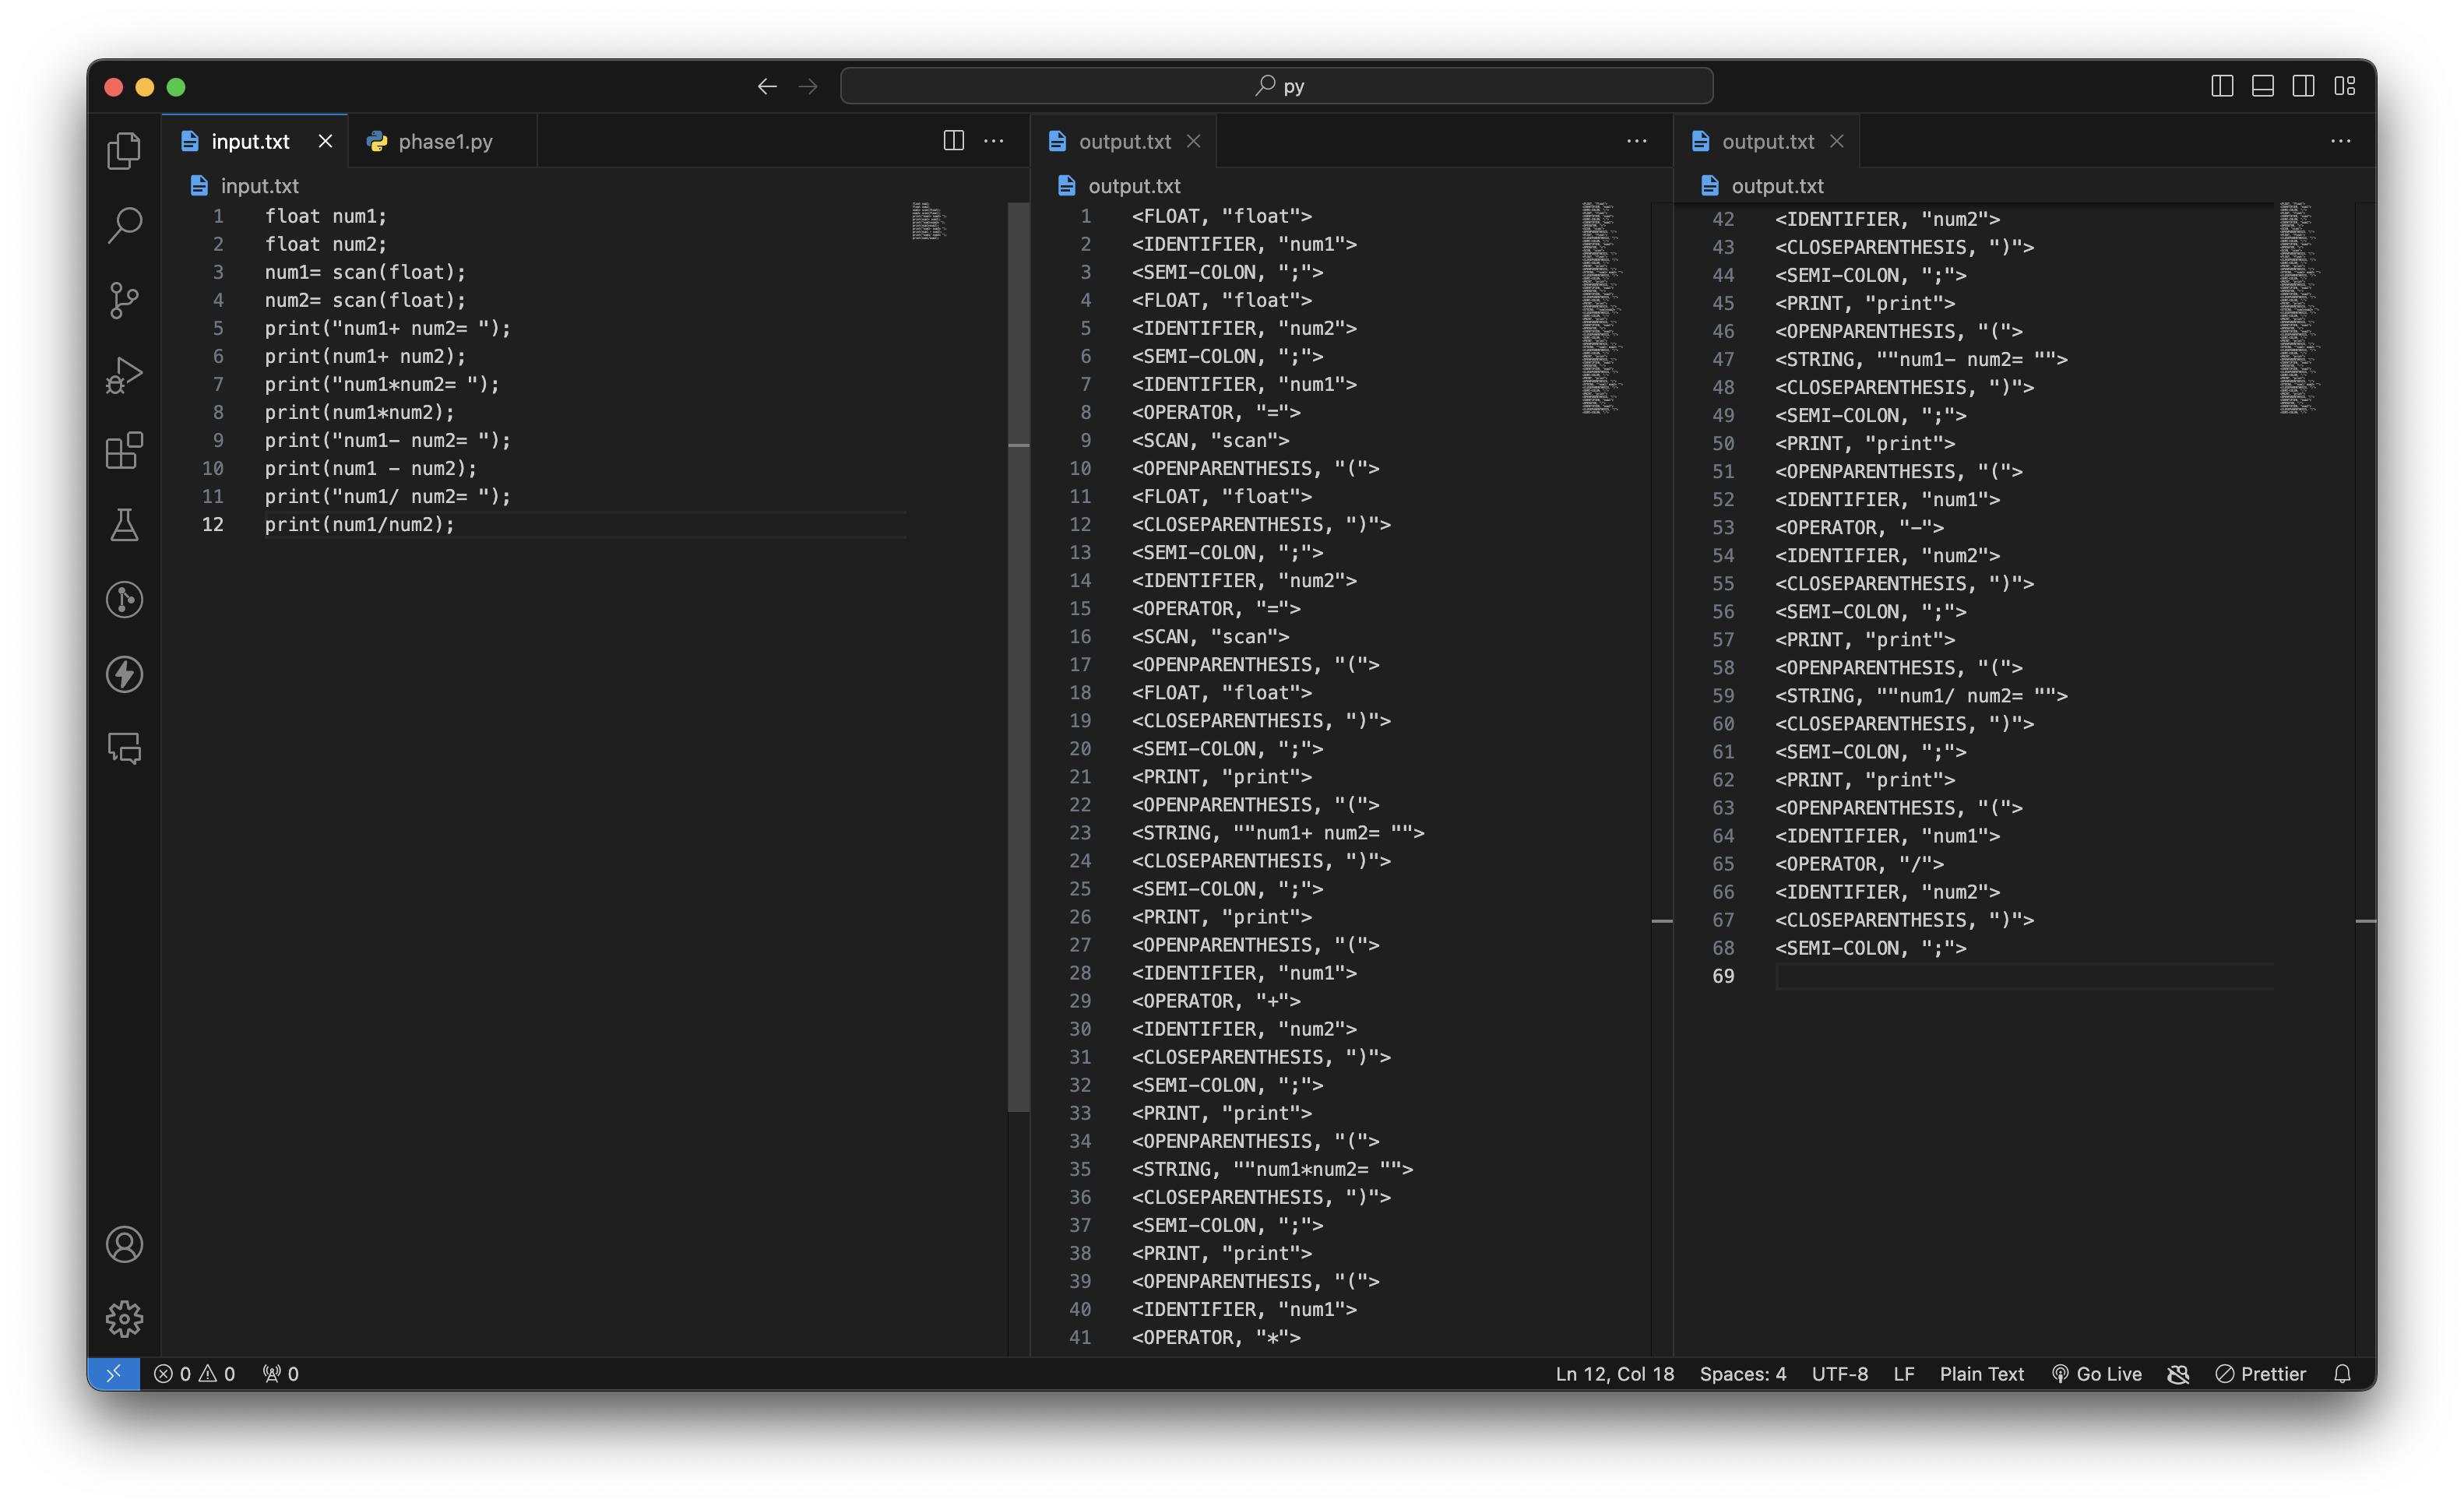 py
input.txt
phase1.py
output.txt
output.txt
input.txt
1 float num1;
2 float num2;
3 num1= scan(float);
4 num2= scan(float);
5 print("num1+ num2= ");
6 print(num1+ num2);
7 print("num1*num2= ");
8 print(num1*num2);
9 print("num1- num2= ");
10 print(num1 - num2);
11 print("num1/ num2= ");
12 print(num1/num2);
output.txt
1 <FLOAT, "float">
2 <IDENTIFIER, "num1">
3 <SEMI-COLON, ";">
4 <FLOAT, "float">
5 <IDENTIFIER, "num2">
6 <SEMI-COLON, ";">
7 <IDENTIFIER, "num1">
8 <OPERATOR, "=">
9 <SCAN, "scan">
10 <OPENPARENTHESIS, "(">
11 <FLOAT, "float">
12 <CLOSEPARENTHESIS, ")">
13 <SEMI-COLON, ";">
14 <IDENTIFIER, "num2">
15 <OPERATOR, "=">
16 <SCAN, "scan">
17 <OPENPARENTHESIS, "(">
18 <FLOAT, "float">
19 <CLOSEPARENTHESIS, ")">
20 <SEMI-COLON, ";">
21 <PRINT, "print">
22 <OPENPARENTHESIS, "(">
23 <STRING, ""num1+ num2= "">
24 <CLOSEPARENTHESIS, ")">
25 <SEMI-COLON, ";">
26 <PRINT, "print">
27 <OPENPARENTHESIS, "(">
28 <IDENTIFIER, "num1">
29 <OPERATOR, "+">
30 <IDENTIFIER, "num2">
31 <CLOSEPARENTHESIS, ")">
32 <SEMI-COLON, ";">
33 <PRINT, "print">
34 <OPENPARENTHESIS, "(">
35 <STRING, ""num1*num2= "">
36 <CLOSEPARENTHESIS, ")">
37 <SEMI-COLON, ";">
38 <PRINT, "print">
39 <OPENPARENTHESIS, "(">
40 <IDENTIFIER, "num1">
41 <OPERATOR, "*">
output.txt
42 <IDENTIFIER, "num2">
43 <CLOSEPARENTHESIS, ")">
44 <SEMI-COLON, ";">
45 <PRINT, "print">
46 <OPENPARENTHESIS, "(">
47 <STRING, ""num1- num2= "">
48 <CLOSEPARENTHESIS, ")">
49 <SEMI-COLON, ";">
50 <PRINT, "print">
51 <OPENPARENTHESIS, "(">
52 <IDENTIFIER, "num1">
53 <OPERATOR, "-">
54 <IDENTIFIER, "num2">
55 <CLOSEPARENTHESIS, ")">
56 <SEMI-COLON, ";">
57 <PRINT, "print">
58 <OPENPARENTHESIS, "(">
59 <STRING, ""num1/ num2= "">
60 <CLOSEPARENTHESIS, ")">
61 <SEMI-COLON, ";">
62 <PRINT, "print">
63 <OPENPARENTHESIS, "(">
64 <IDENTIFIER, "num1">
65 <OPERATOR, "/">
66 <IDENTIFIER, "num2">
67 <CLOSEPARENTHESIS, ")">
68 <SEMI-COLON, ";">
69
0 0 0 Ln 12, Col 18 Spaces: 4 UTF-8 LF Plain Text Go Live Prettier